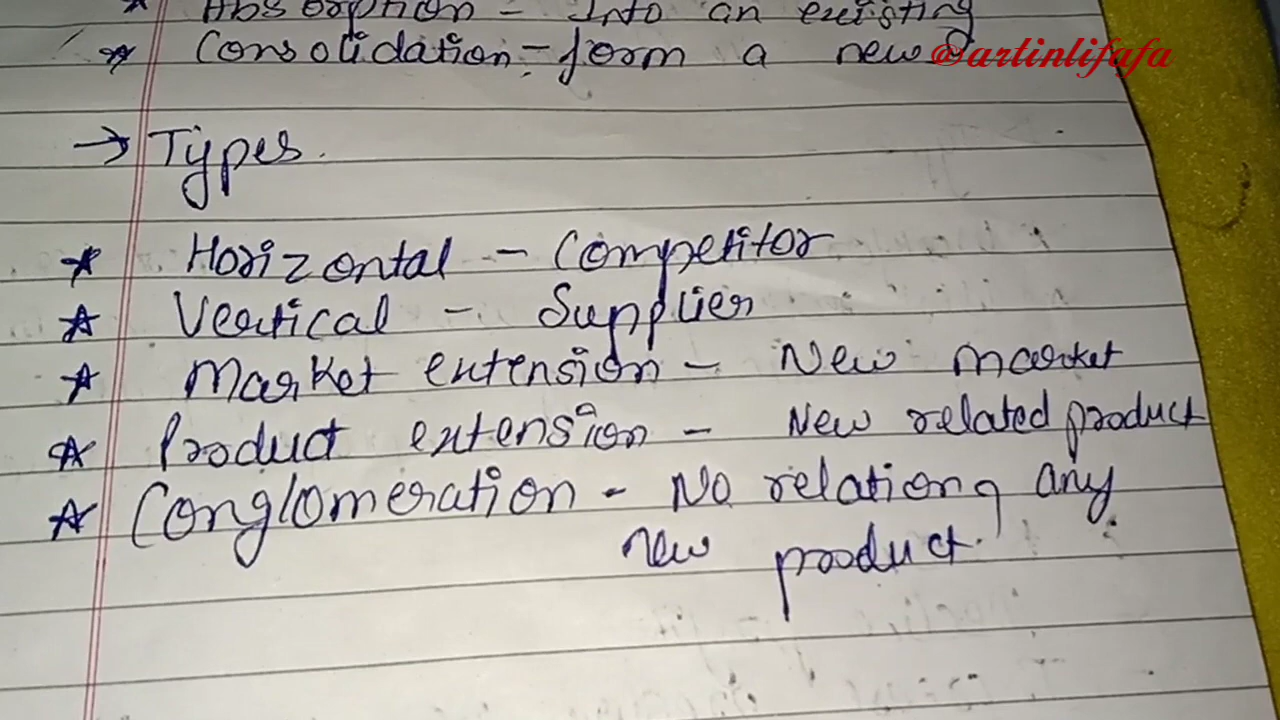 * Absorption - Into an existing
* Consolidation - form a new
@artinlifafa
→ Types.
* Horizontal - Competitor
* Vertical - Supplier
* Market extension - New market
* Product extension - New related product
* Conglomeration - No relation any
new product.